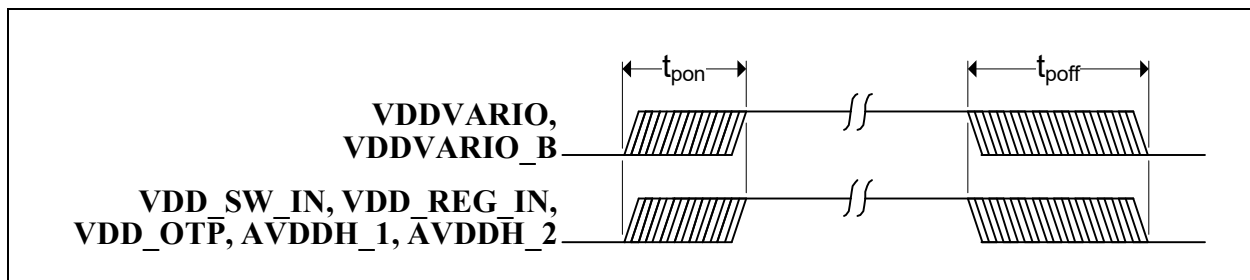 tpon
tpoff
VDDVARIO,
VDDVARIO_B
VDD_SW_IN, VDD_REG_IN,
VDD_OTP, AVDDH_1, AVDDH_2